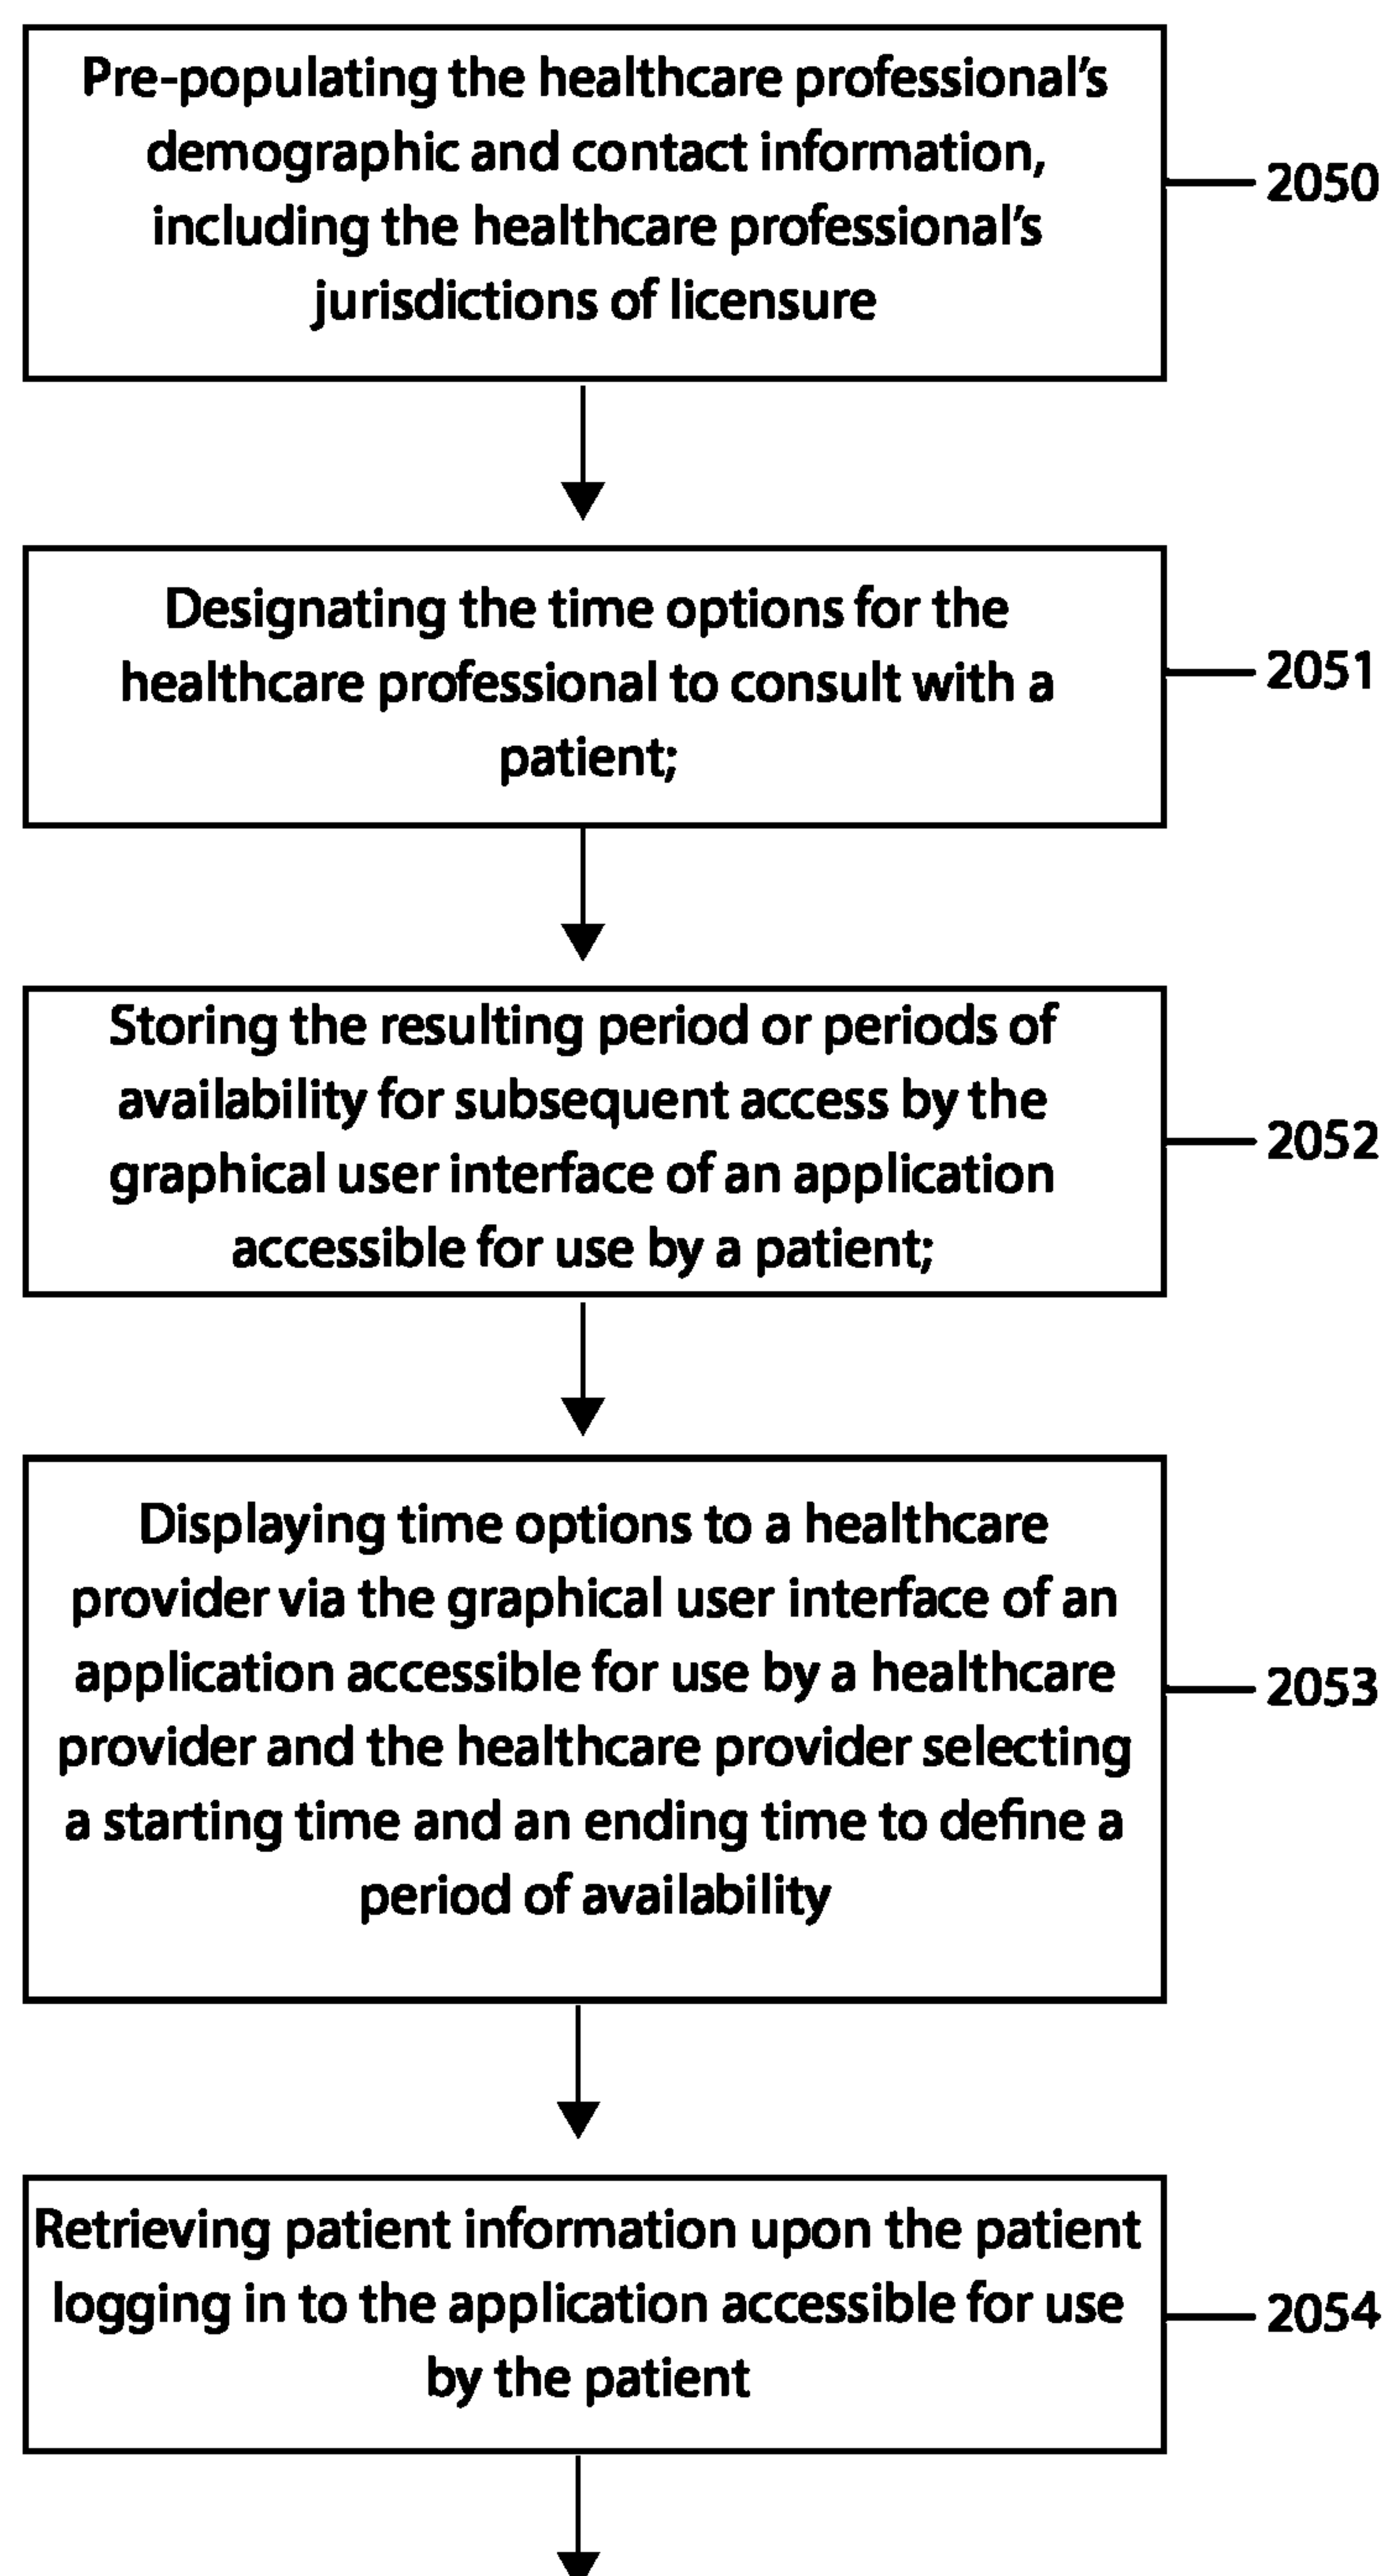 Pre-populating the healthcare professional’s
demographic and contact information,
including the healthcare professional’s
jurisdictions of licensure
2050
Designating the time options for the
healthcare professional to consult with a
patient;
2051
Storing the resulting period or periods of
availability for subsequent access by the
graphical user interface of an application
accessible for use by a patient;
2052
Displaying time options to a healthcare
provider via the graphical user interface of an
application accessible for use by a healthcare
provider and the healthcare provider selecting
a starting time and an ending time to define a
period of availability
2053
Retrieving patient information upon the patient
logging in to the application accessible for use
by the patient
2054